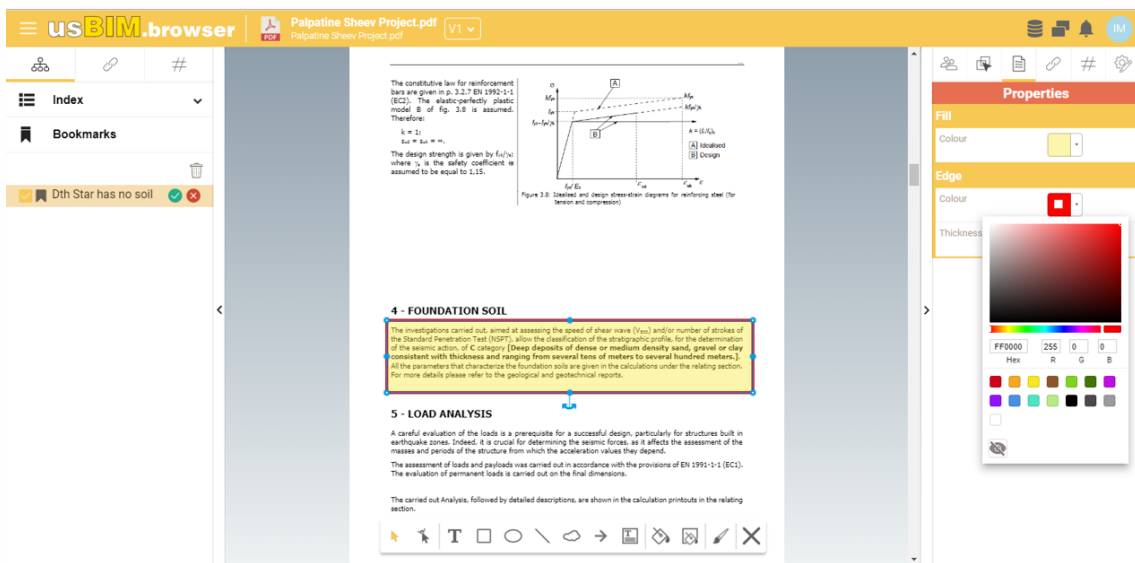 usBIM.browser
PDF
Palpatine Sheev Project.pdf
Palpatine Sheev Project.pdf
V1
IM
Index
Bookmarks
Dth Star has no soil
The constitutive law for reinforcement
bars are given in p. 3.2.7 EN 1992-1-1
(EC2). The elastic-perfectly plastic
model B of fig. 3.8 is assumed.
Therefore:
k = 1;
The design strength is given by
is the safety coefficient is
assumed to be equal to 1,15.
σ
A
B
A Idealised
B Design
ε
Figure 3.8: Idealised and design stress-strain diagrams for reinforcing steel (for
tension and compression)
4 - FOUNDATION SOIL
The investigations carried out, aimed at assessing the speed of shear wave (VS30) and/or number of strokes of
the Standard Penetration Test (NSPT), allow the classification of the stratigraphic profile, for the determination
of the seismic action, of C category [Deep deposits of dense or medium density sand, gravel or clay
consistent with thickness and ranging from several tens of meters to several hundred meters.].
All the parameters that characterize the foundation soils are given in the calculations under the relating section.
For more details please refer to the geological and geotechnical reports.
5 - LOAD ANALYSIS
A careful evaluation of the loads is a prerequisite for a successful design, particularly for structures built in
earthquake zones. Indeed, it is crucial for determining the seismic forces, as it affects the assessment of the
masses and periods of the structure from which the acceleration values they depend.
The assessment of loads and payloads was carried out in accordance with the provisions of EN 1991-1-1 (EC1).
The evaluation of permanent loads is carried out on the final dimensions.
The carried out Analysis, followed by detailed descriptions, are shown in the calculation printouts in the relating
section.
T
Properties
Fill
Colour
Edge
Colour
Thickness
FF0000 255 0 0
Hex R G B